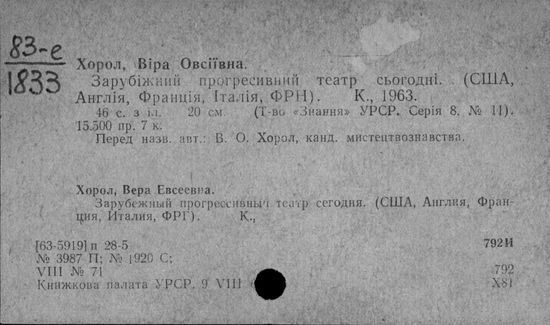 83-е
1833
Хорол, Віра Овсіївна.
Зарубіжний прогресивний театр сьогодні. (США,
Англія, Франція, Італія, ФРН). К., 1963.
46 с. з іл. 20 см. (Т-во «Знання» УРСР. Серія 8, № 11).
15.500 пр. 7 к.
Перед назв. авт.: В. О. Хорол, канд. мистецтвознавства.
Хорол, Вера Евсеевна.
Зарубежный прогрессивный театр сегодня. (США, Англия, Фран-
ция, Италия, ФРГ). К.,
[63-5919] п 28-5 792И
№ 3987 П; № 1920 С;
VIII № 71 792
Книжкова палата УРСР. 9 VIII Х81